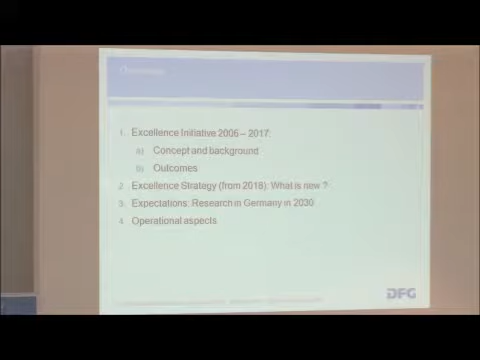 1. Excellence Initiative 2006 – 2017:
a) Concept and background
b) Outcomes
2. Excellence Strategy (from 2018): What is new ?
3. Expectations: Research in Germany in 2030
4. Operational aspects
DFG